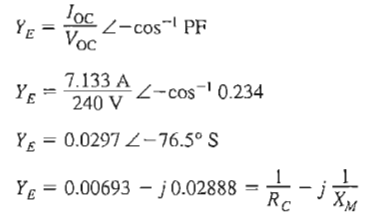 Y_E = I_OC / V_OC ∠−cos⁻¹ PF
Y_E = 7.133 A / 240 V ∠−cos⁻¹ 0.234
Y_E = 0.0297 ∠−76.5° S
Y_E = 0.00693 − j 0.02888 = 1 / R_C − j 1 / X_M